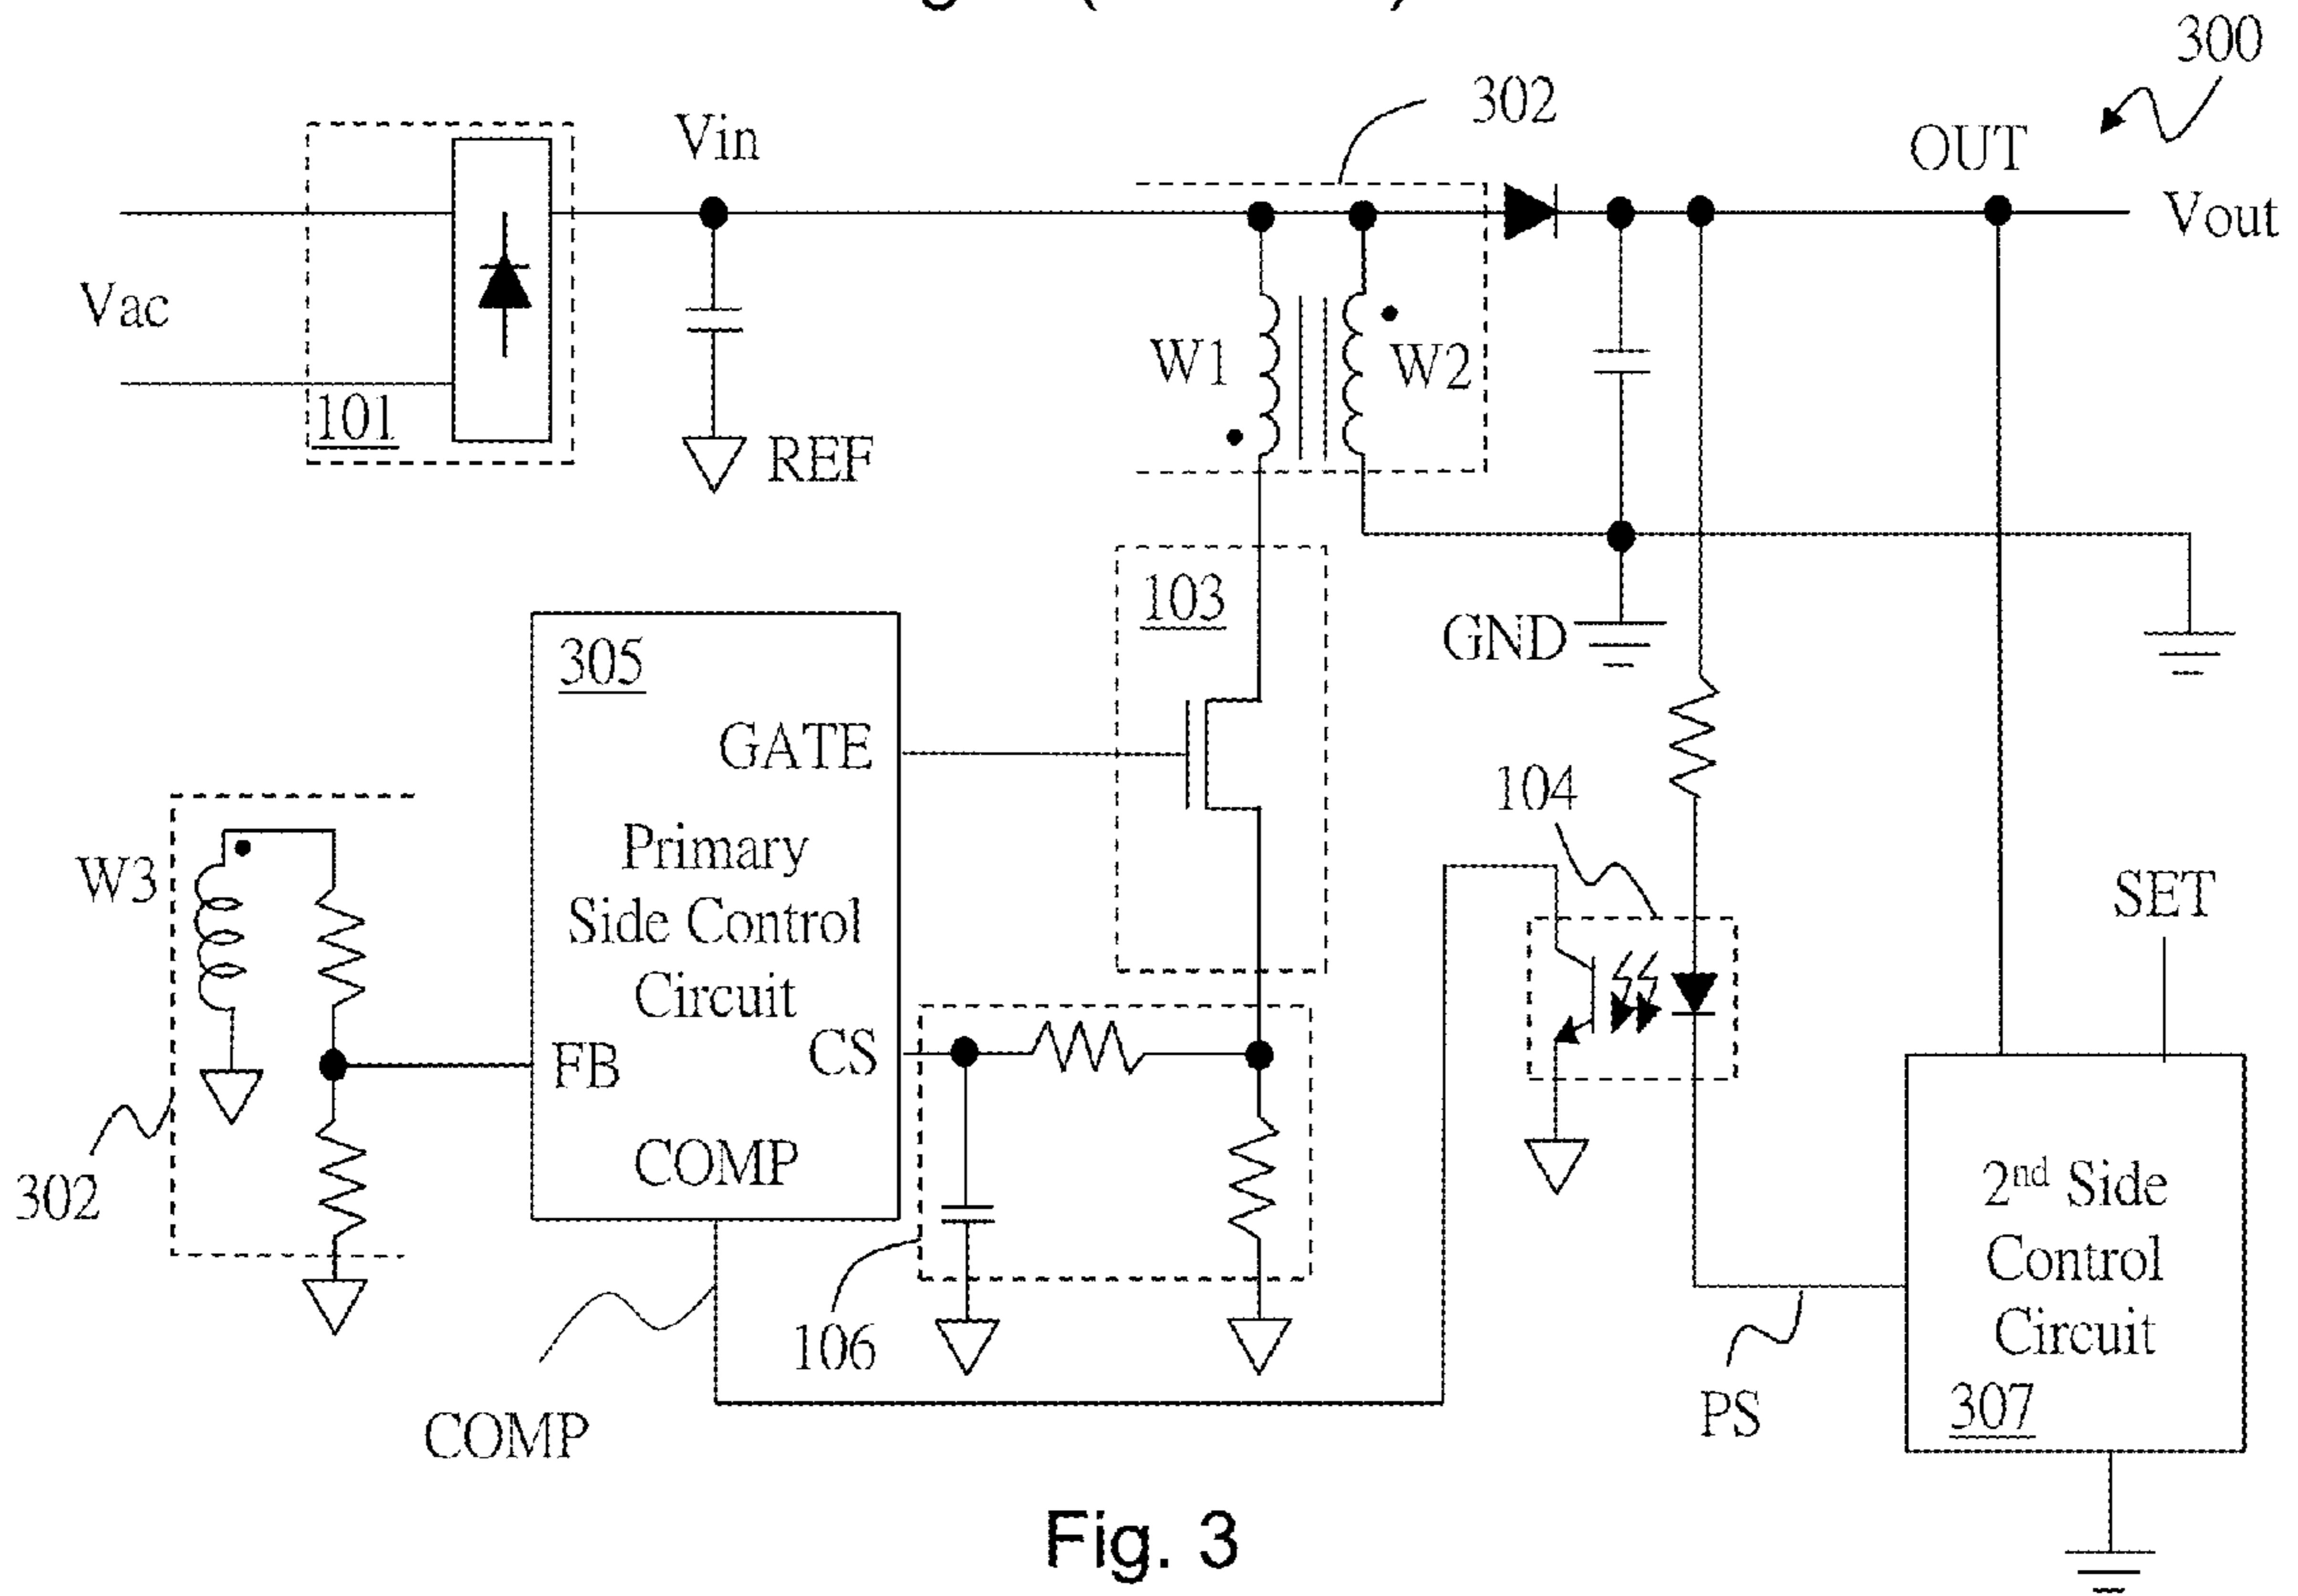 300
302
Vin
OUT
Vout
Vac
W1
W2
101
REF
103
GND
305
GATE
104
W3
Primary
Side Control
Circuit
SET
CS
FB
COMP
302
2nd Side
Control
Circuit
106
PS
307
COMP
Fig. 3